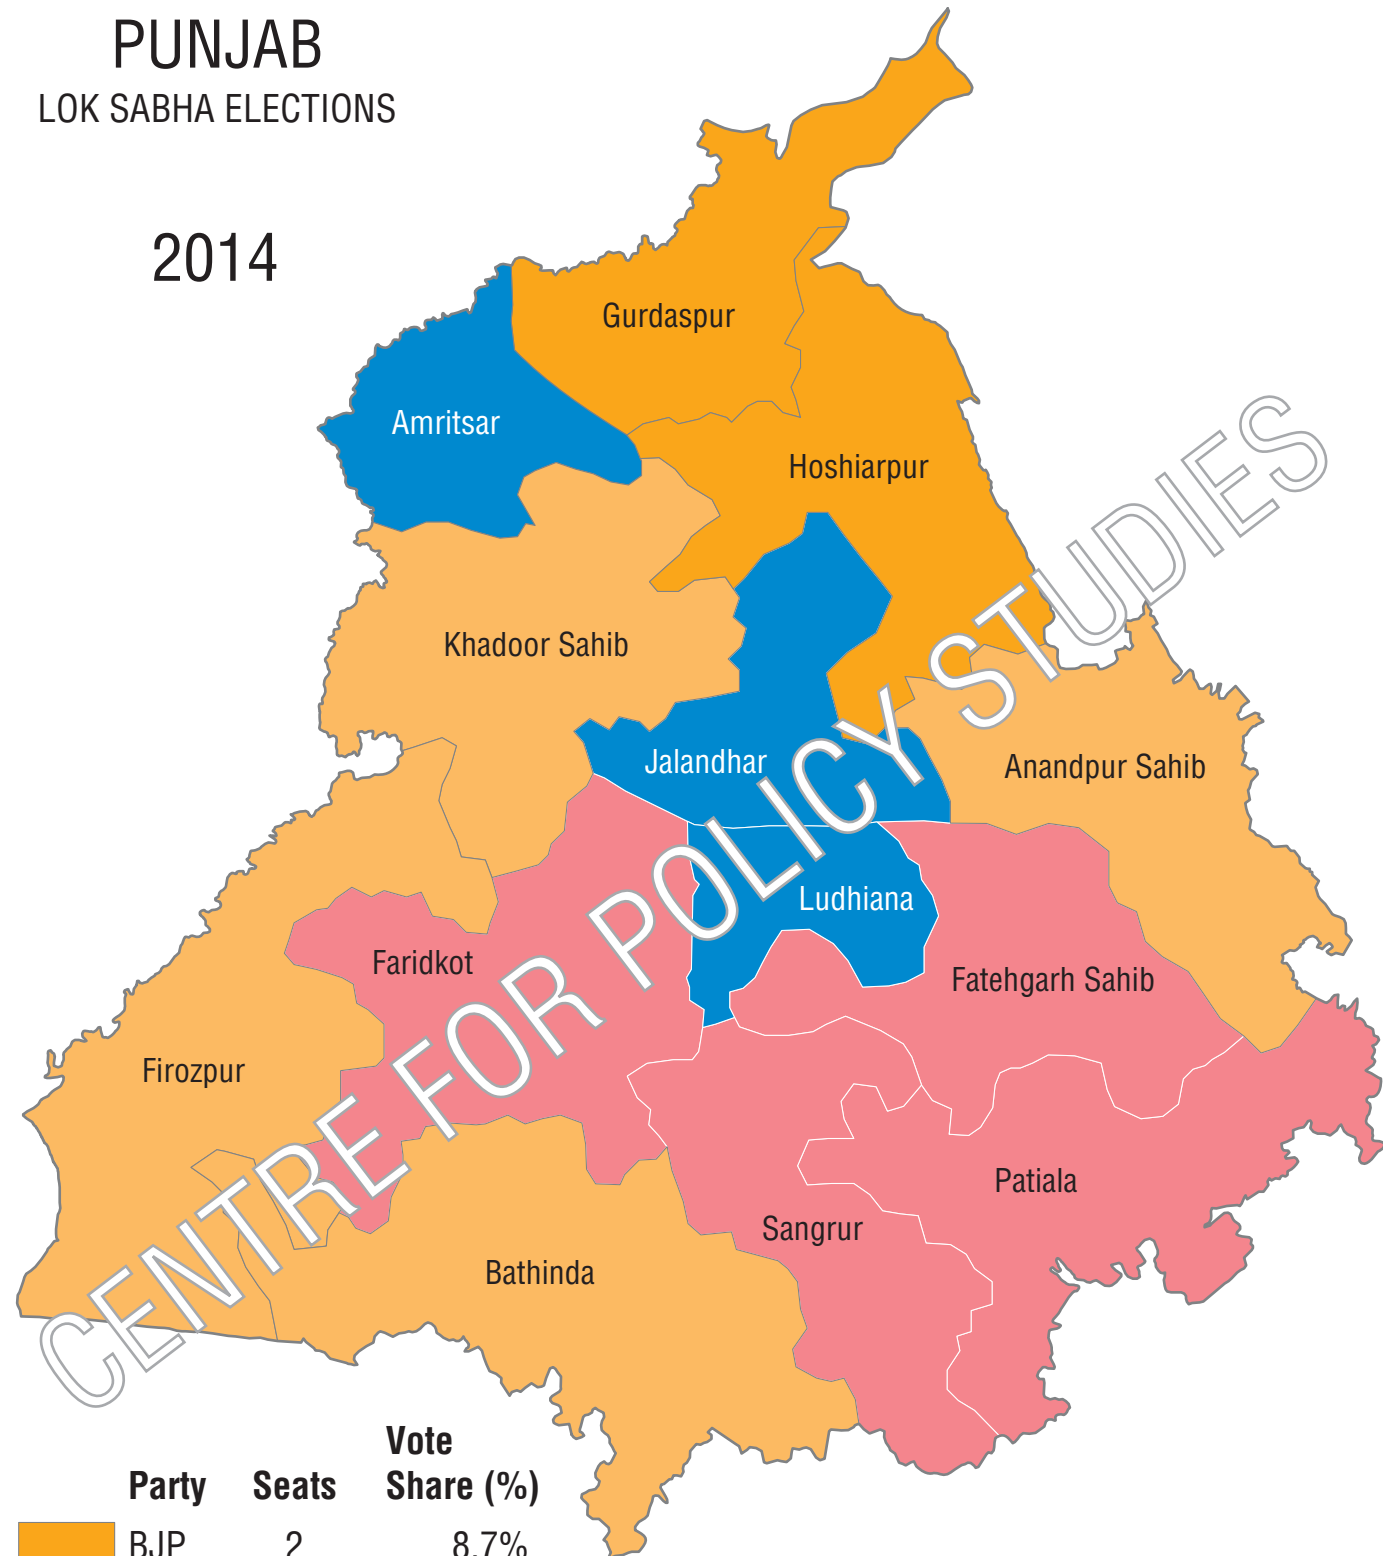 PUNJAB
LOK SABHA ELECTIONS
2014
Gurdaspur
Amritsar
Hoshiarpur
Khadoor Sahib
Jalandhar
Anandpur Sahib
Ludhiana
Faridkot
Fatehgarh Sahib
Firozpur
Patiala
Sangrur
Bathinda
CENTRE FOR POLICY STUDIES
Vote
Party Seats Share (%)
BJP 2 8.7%